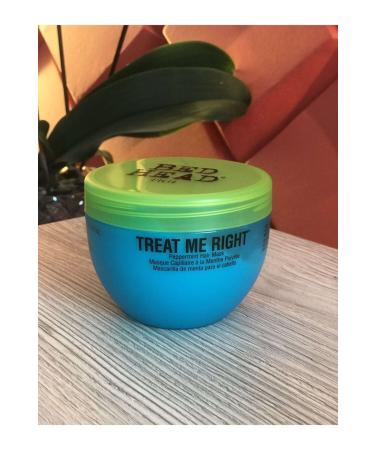 BED
HEAD
TIGI
TREAT ME RIGHT™
Peppermint Hair Mask
Masque Capillaire à la Menthe Poivrée
Mascarilla de menta para el cabello